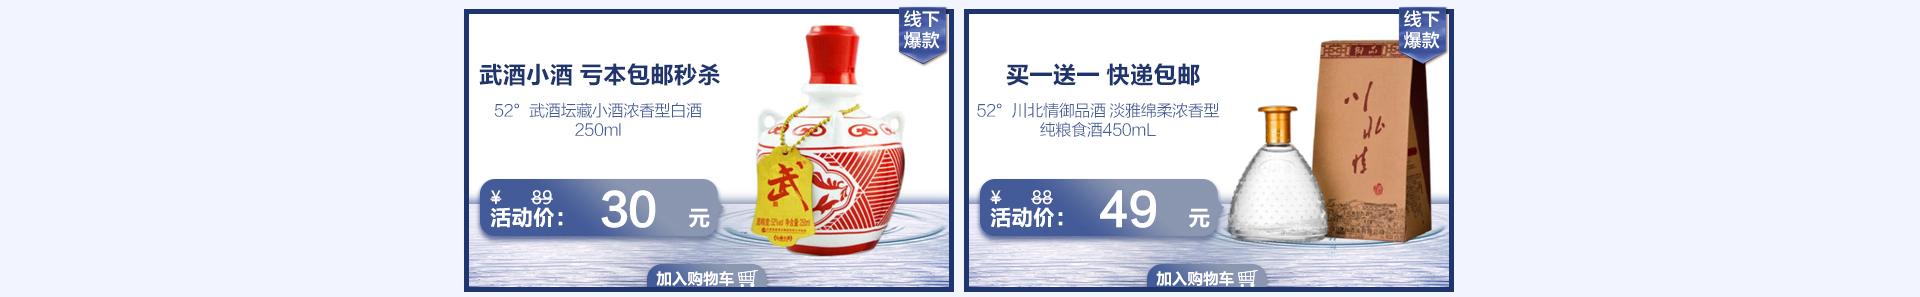 线下
爆款
武酒小酒 亏本包邮秒杀
52° 武酒坛藏小酒浓香型白酒
250ml
¥ 89
活动价： 30 元
武
加入购物车
线下
爆款
买一送一 快递包邮
52° 川北情御品酒 淡雅绵柔浓香型
纯粮食酒450mL
¥ 88
活动价： 49 元
川北情
加入购物车